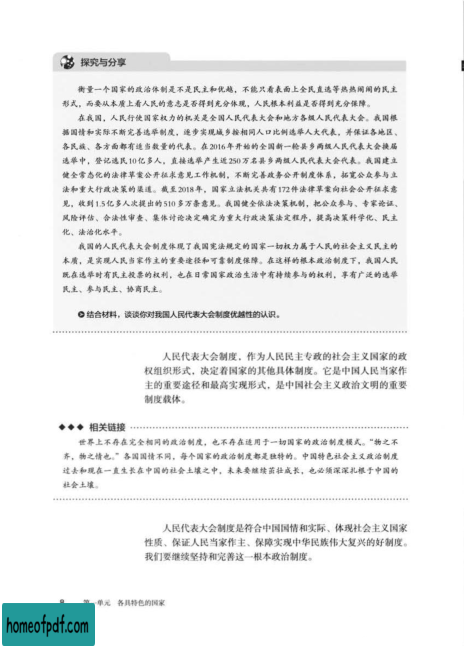 探究与分享
衡量一个国家的政治体制是不是民主和优越，不能只看表面上全民直选等热热闹闹的民主
形式，而要从本质上看人民的意志是否得到充分体现，人民根本利益是否得到充分保障。
在我国，人民行使国家权力的机关是全国人民代表大会和地方各级人民代表大会。我国根
据国情和实际不断完善选举制度，逐步实现城乡按相同人口比例选举人大代表，并保证各地区、
各民族、各方面都有适当数量的代表。在2016年开始的全国新一轮县乡两级人民代表大会换届
选举中，登记选民10亿多人，直接选举产生近250万名县乡两级人民代表大会代表。我国建立
健全常态化的法律草案公开征求意见工作机制，不断完善政务公开制度体系，拓宽公众参与立
法和重大行政决策的渠道。截至2018年，国家立法机关共有172件法律草案向社会公开征求意
见，收到1.5亿多人次提出的510多万条意见。我国健全依法决策机制，把公众参与、专家论证、
风险评估、合法性审查、集体讨论决定确定为重大行政决策法定程序，提高决策科学化、民主
化、法治化水平。
我国的人民代表大会制度体现了我国宪法规定的国家一切权力属于人民的社会主义民主的
本质，是实现人民当家作主的重要途径和可靠制度保障。在这样的根本政治制度下，我国人民
既在选举时有民主投票的权利，也在日常国家政治生活中有持续参与的权利，享有广泛的选举
民主、参与民主、协商民主。
结合材料，谈谈你对我国人民代表大会制度优越性的认识。
人民代表大会制度，作为人民民主专政的社会主义国家的政
权组织形式，决定着国家的其他具体制度。它是中国人民当家作
主的重要途径和最高实现形式，是中国社会主义政治文明的重要
制度载体。
相关链接
世界上不存在完全相同的政治制度，也不存在适用于一切国家的政治制度模式。“物之不
齐，物之情也。”各国国情不同，每个国家的政治制度都是独特的。中国特色社会主义政治制度
过去和现在一直生长在中国的社会土壤之中，未来要继续茁壮成长，也必须深深扎根于中国的
社会土壤。
人民代表大会制度是符合中国国情和实际、体现社会主义国家
性质、保证人民当家作主、保障实现中华民族伟大复兴的好制度。
我们要继续坚持和完善这一根本政治制度。
8 第一单元 各具特色的国家
homeofpdf.com